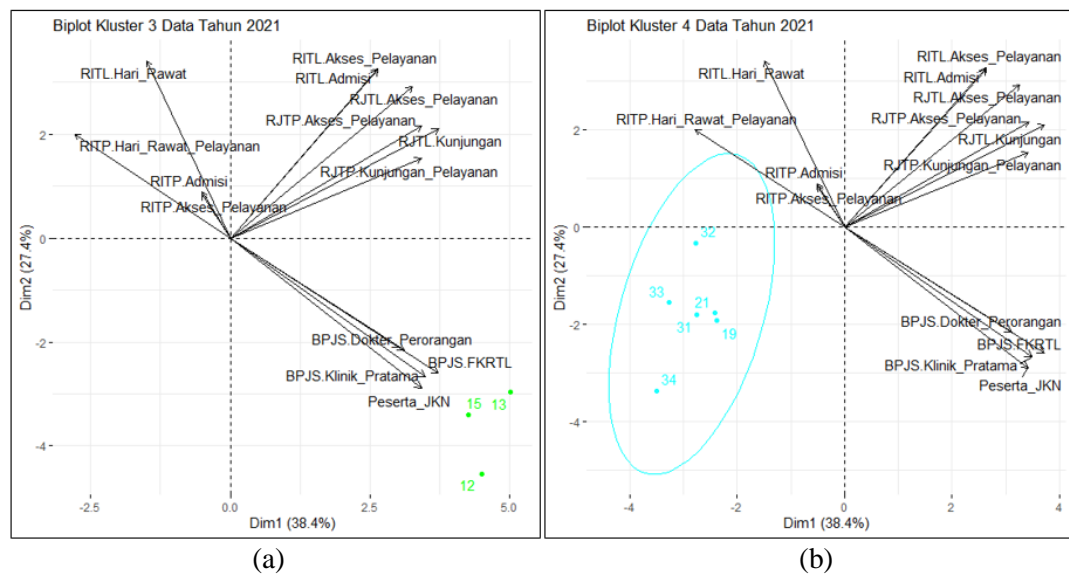 Biplot Kluster 3 Data Tahun 2021
RITL.Hari_Rawat
RITL.Akses_Pelayanan
RITL.Admisi
RJTL.Akses_Pelayanan
RJTP.Akses_Pelayanan
RJTL.Kunjungan
RITP.Hari_Rawat_Pelayanan
RJTP.Kunjungan_Pelayanan
RITP.Admisi
RITP.Akses_Pelayanan
BPJS.Dokter_Perorangan
BPJS.FKRTL
BPJS.Klinik_Pratama
Peserta_JKN
15 13
12
2
0
-2
-4
Dim2 (27.4%)
-2.5 0.0 2.5 5.0
Dim1 (38.4%)
(a)
Biplot Kluster 4 Data Tahun 2021
RITL.Hari_Rawat
RITL.Akses_Pelayanan
RITL.Admisi
RJTL.Akses_Pelayanan
RITP.Hari_Rawat_Pelayanan
RJTP.Akses_Pelayanan
RJTL.Kunjungan
RJTP.Kunjungan_Pelayanan
RITP.Admisi
RITP.Akses_Pelayanan
32
33 21
31 19
34
BPJS.Dokter_Perorangan
BPJS.FKRTL
BPJS.Klinik_Pratama
Peserta_JKN
2
0
-2
-4
Dim2 (27.4%)
-4 -2 0 2 4
Dim1 (38.4%)
(b)